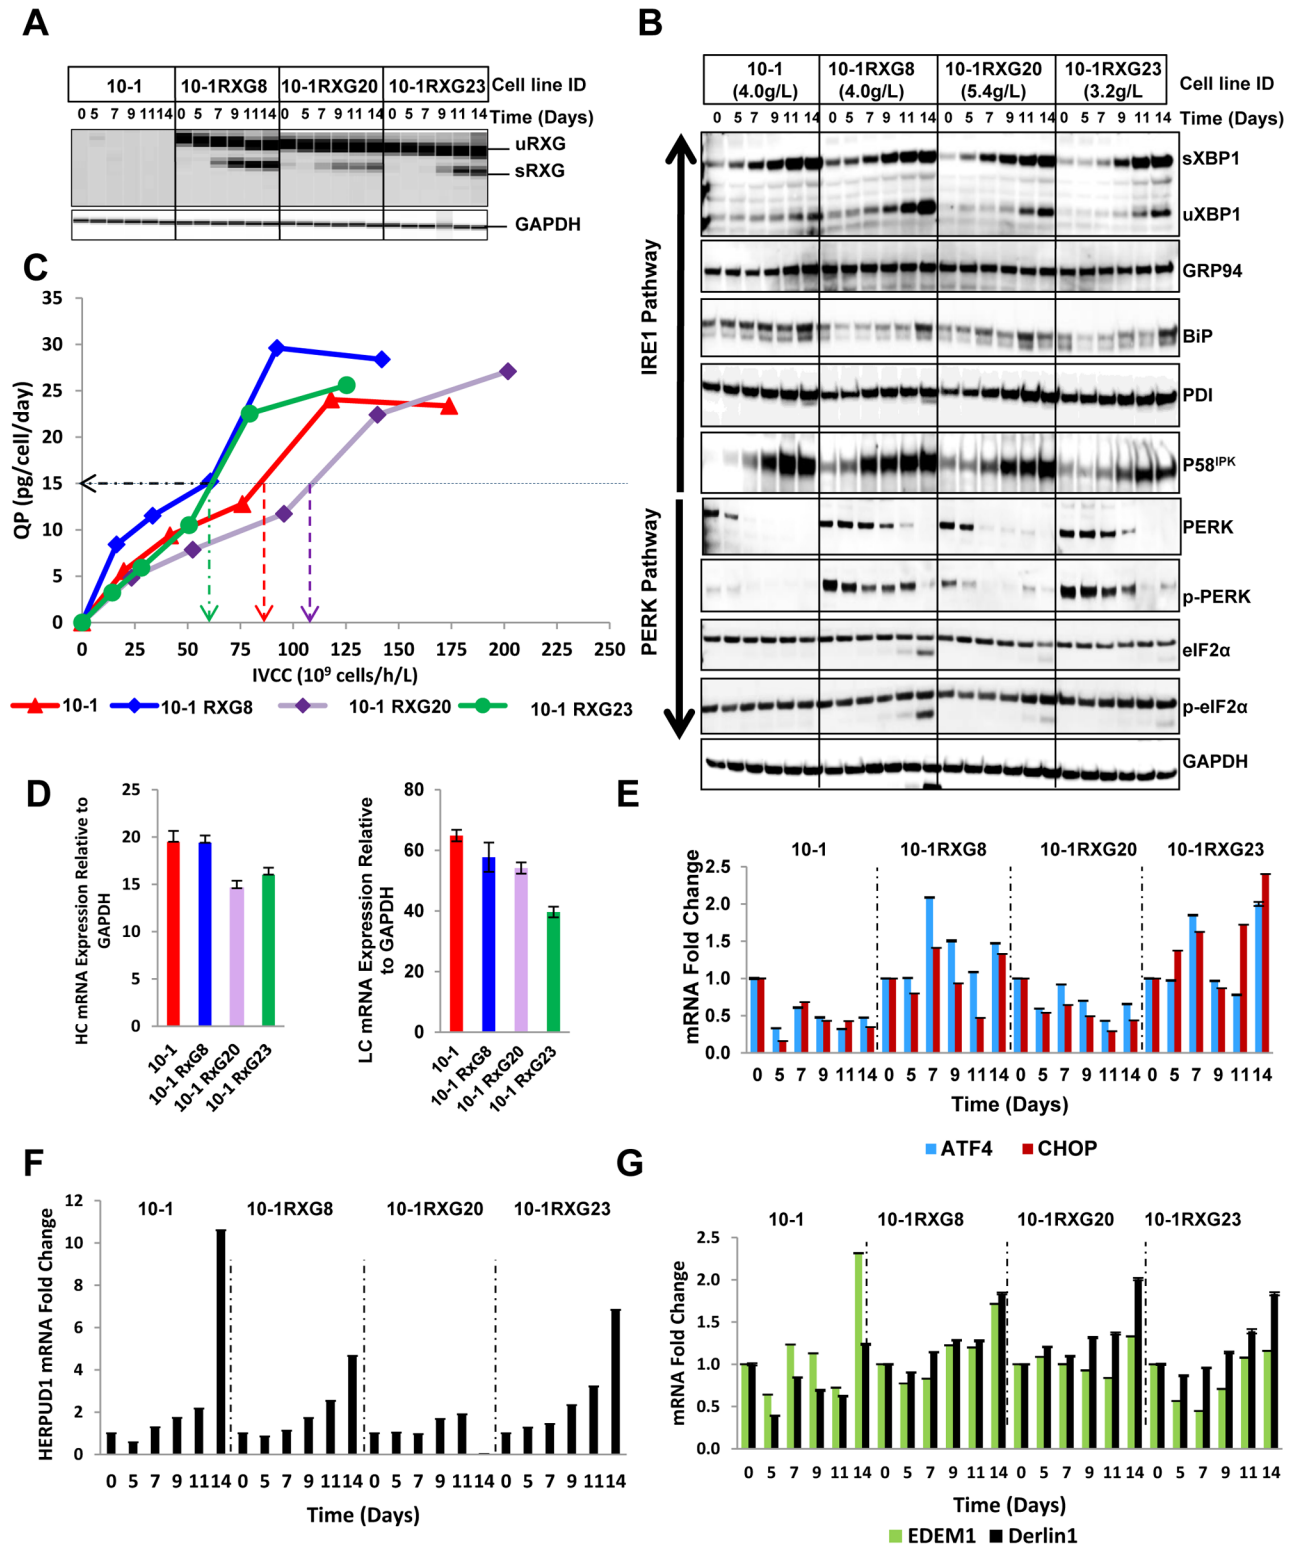 A
10-1 10-1RXG8 10-1RXG20 10-1RXG23 Cell line ID
0 5 7 9 11 14 0 5 7 9 11 14 0 5 7 9 11 14 0 5 7 9 11 14 Time (Days)
uRXG
sRXG
GAPDH
B
10-1 10-1RXG8 10-1RXG20 10-1RXG23
(4.0g/L) (4.0g/L) (5.4g/L) (3.2g/L Cell line ID
0 5 7 9 11 14 0 5 7 9 11 14 0 5 7 9 11 14 0 5 7 9 11 14 Time (Days)
IRE1 Pathway
sXBP1
uXBP1
GRP94
BiP
PDI
P58IPK
PERK Pathway
PERK
p-PERK
eIF2α
p-eIF2α
GAPDH
C
QP (pg/cell/day)
35
30
25
20
15
10
5
0
0 25 50 75 100 125 150 175 200 225 250
IVCC (10⁹ cells/h/L)
10-1 10-1 RXG8 10-1 RXG20 10-1 RXG23
D
HC mRNA Expression Relative to
GAPDH
25
20
15
10
5
0
10-1
10-1 RxG8
10-1 RxG20
10-1 RxG23
LC mRNA Expression Relative
to GAPDH
80
60
40
20
0
10-1
10-1 RxG8
10-1 RxG20
10-1 RxG23
E
10-1 10-1RXG8 10-1RXG20 10-1RXG23
mRNA Fold Change
2.5
2.0
1.5
1.0
0.5
0.0
0 5 7 9 11 14 0 5 7 9 11 14 0 5 7 9 11 14 0 5 7 9 11 14
Time (Days)
ATF4 CHOP
F
10-1 10-1RXG8 10-1RXG20 10-1RXG23
HERPUD1 mRNA Fold Change
12
10
8
6
4
2
0
0 5 7 9 11 14 0 5 7 9 11 14 0 5 7 9 11 14 0 5 7 9 11 14
Time (Days)
G
10-1 10-1RXG8 10-1RXG20 10-1RXG23
mRNA Fold Change
2.5
2.0
1.5
1.0
0.5
0.0
0 5 7 9 11 14 0 5 7 9 11 14 0 5 7 9 11 14 0 5 7 9 11 14
Time (Days)
EDEM1 Derlin1